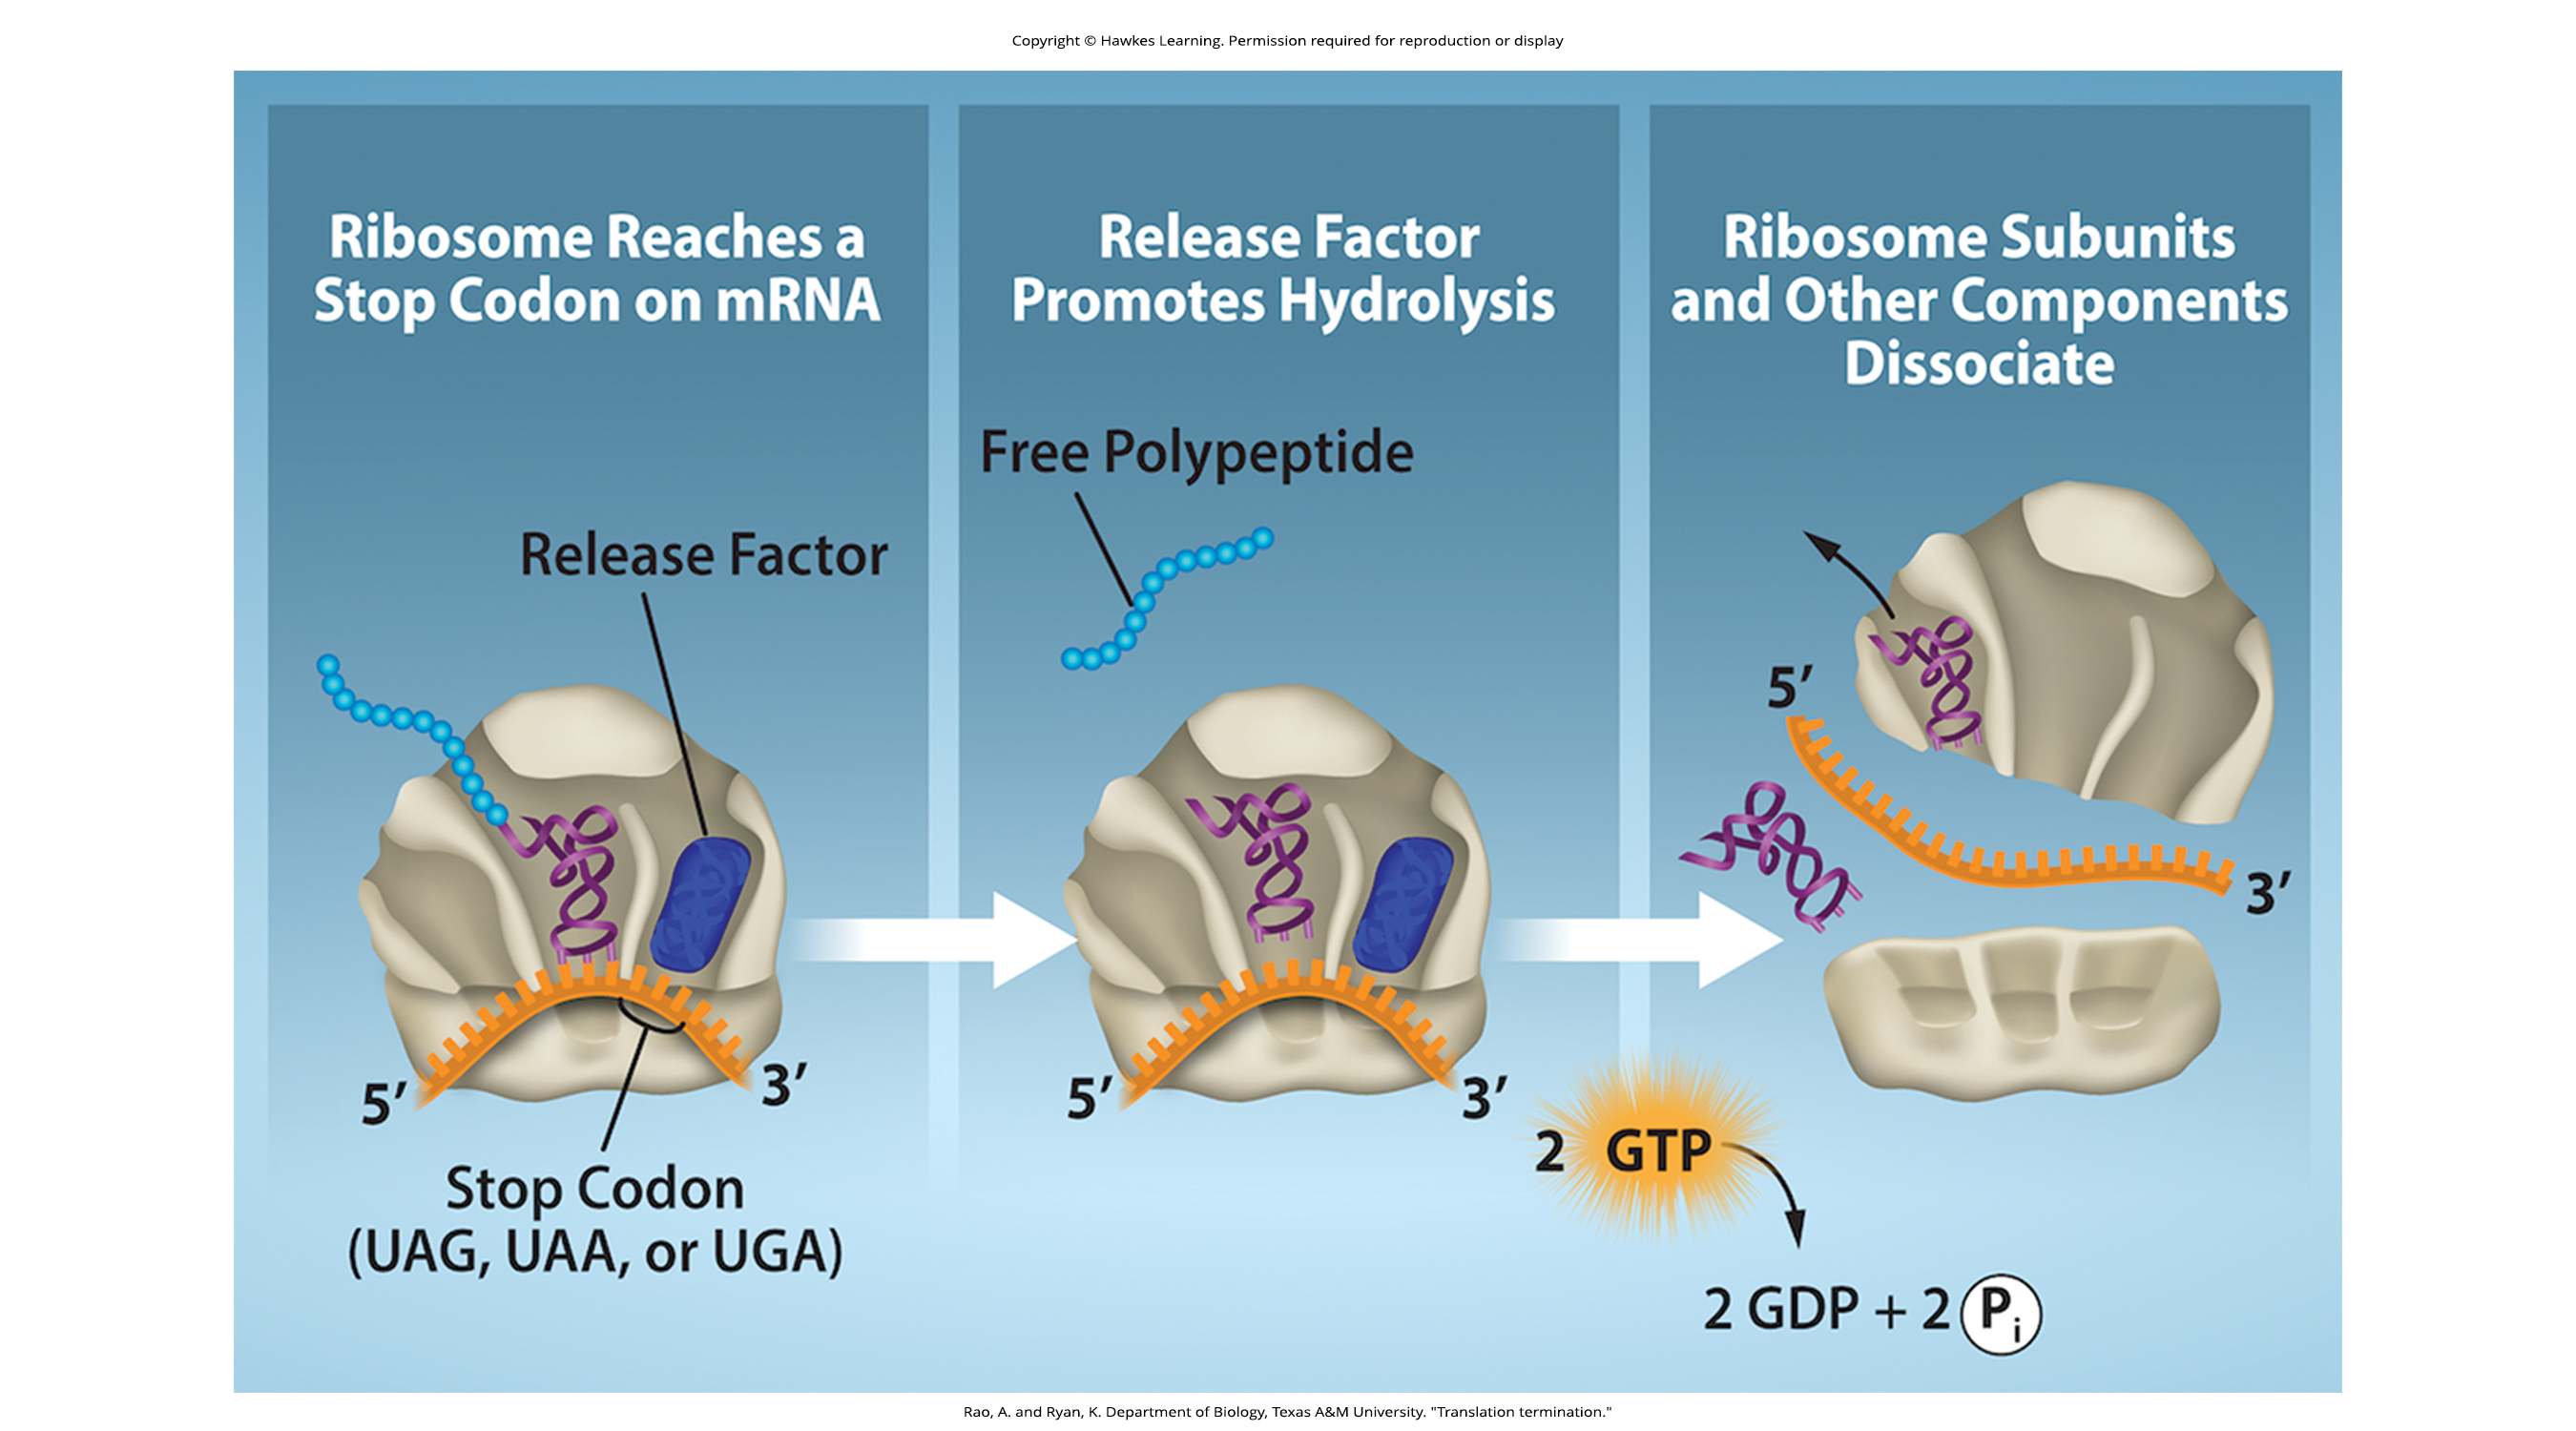 Copyright © Hawkes Learning. Permission required for reproduction or display
Ribosome Reaches a
Stop Codon on mRNA
Release Factor
5′
3′
Stop Codon
(UAG, UAA, or UGA)
Release Factor
Promotes Hydrolysis
Free Polypeptide
5′
3′
2 GTP
2 GDP + 2 Pi
Ribosome Subunits
and Other Components
Dissociate
5′
3′
Rao, A. and Ryan, K. Department of Biology, Texas A&M University. "Translation termination."